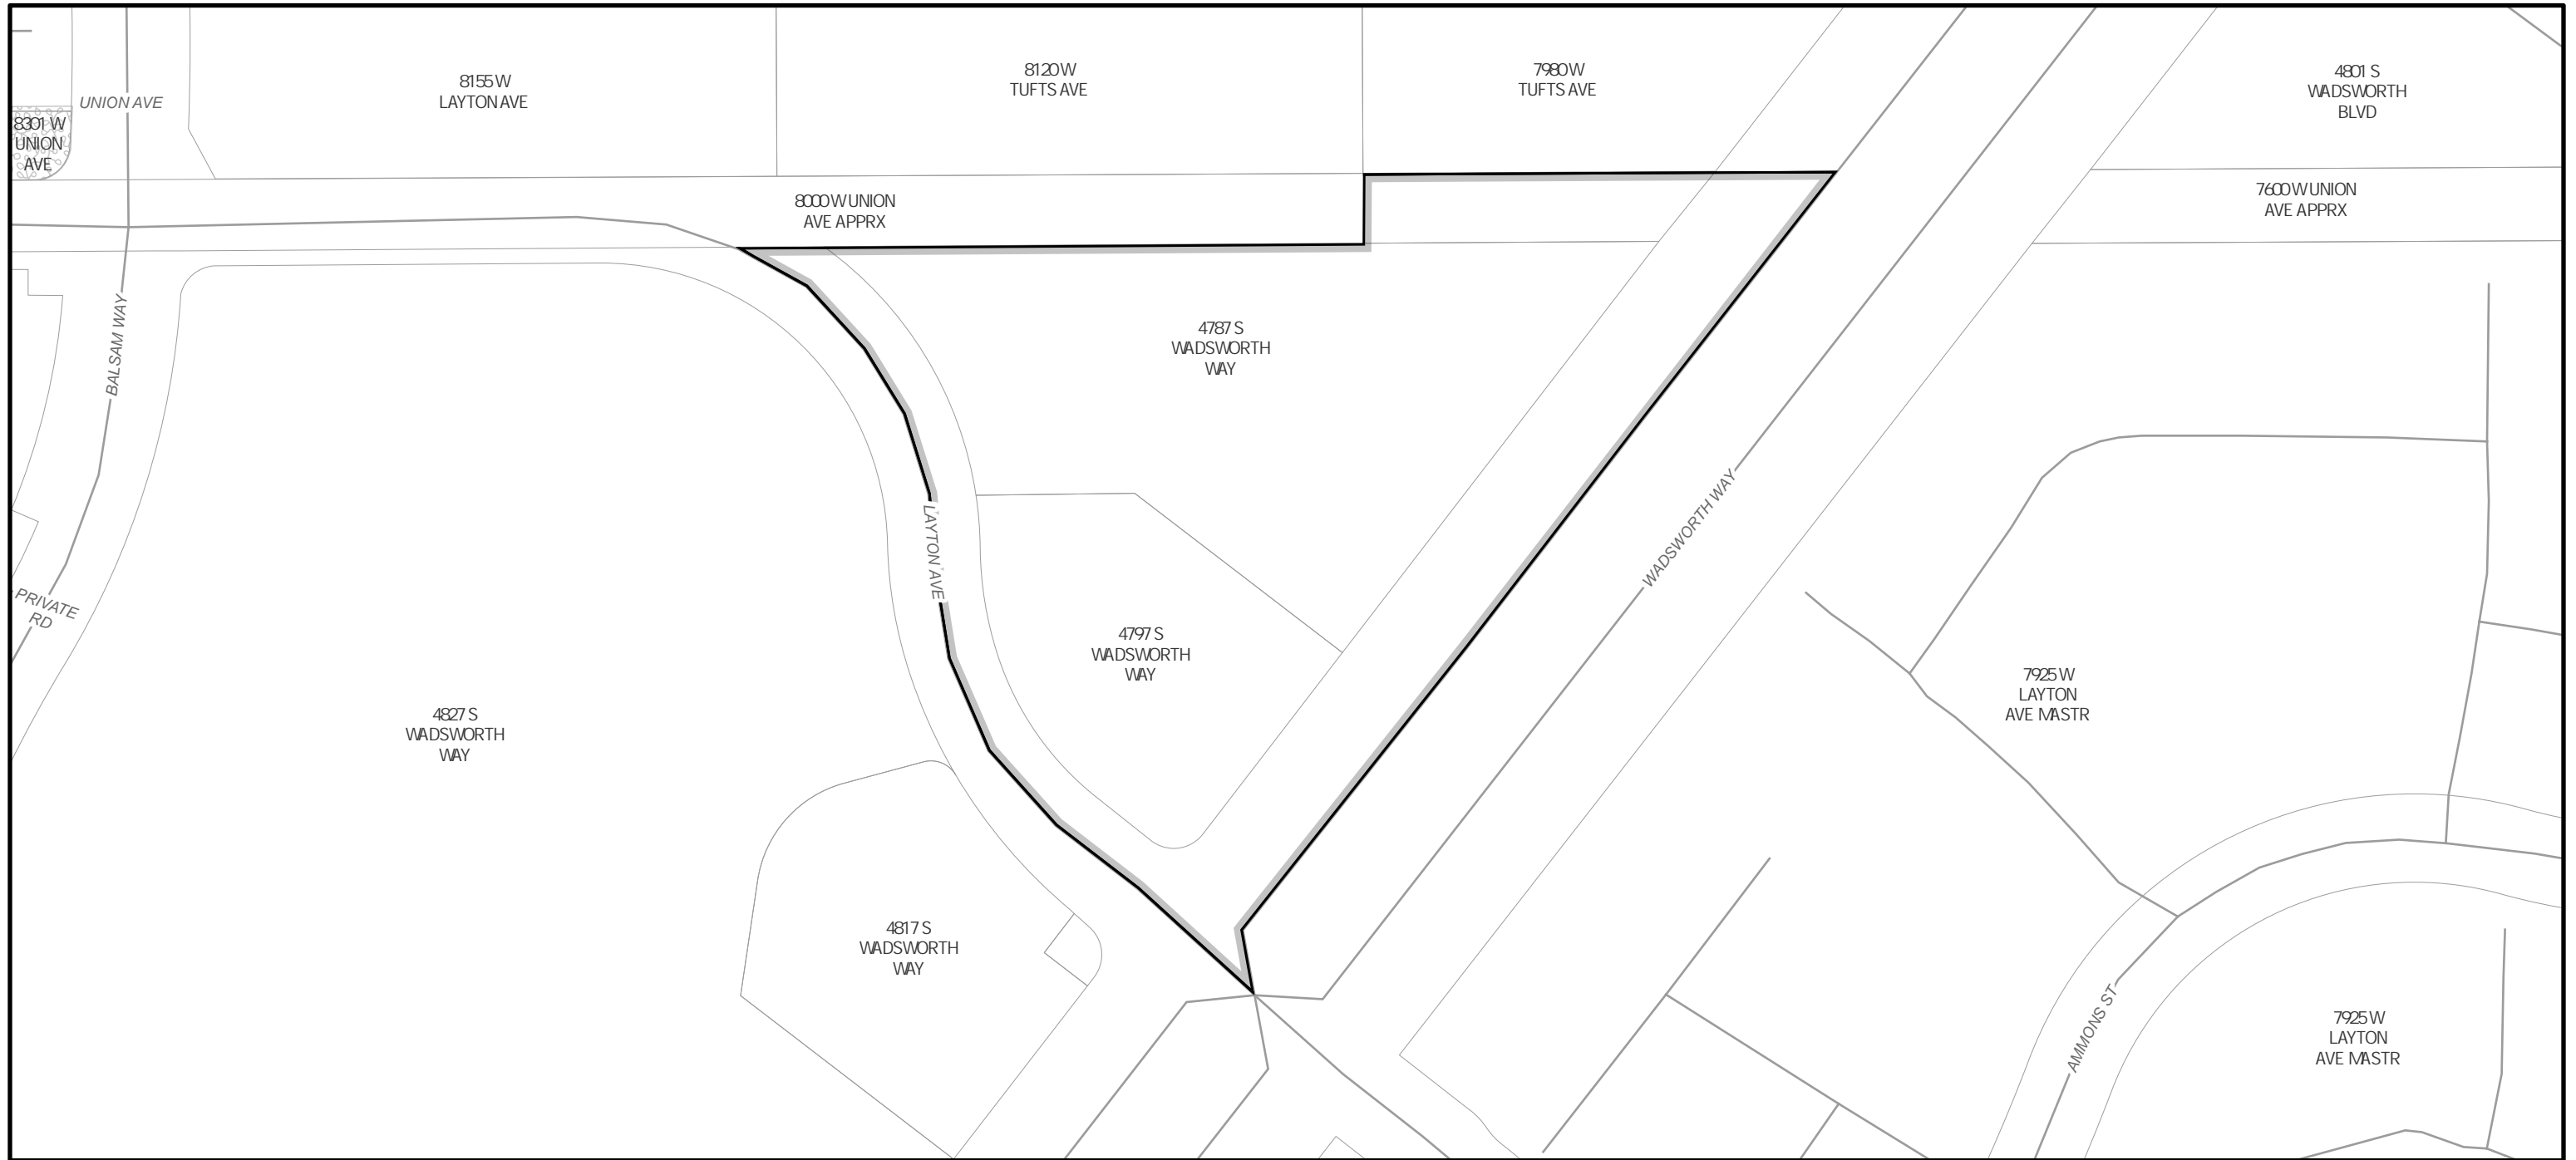 8155 W
LAYTON AVE
8120 W
TUFTS AVE
7980 W
TUFTS AVE
4801 S
WADSWORTH
BLVD
UNION AVE
8301 W
UNION
AVE
8000 W UNION
AVE APPRX
7600 W UNION
AVE APPRX
BALSAM WAY
4787 S
WADSWORTH
WAY
WADSWORTH WAY
LAYTON AVE
PRIVATE
RD
4797 S
WADSWORTH
WAY
7925 W
LAYTON
AVE MASTR
4827 S
WADSWORTH
WAY
4817 S
WADSWORTH
WAY
AMMONS ST
7925 W
LAYTON
AVE MASTR